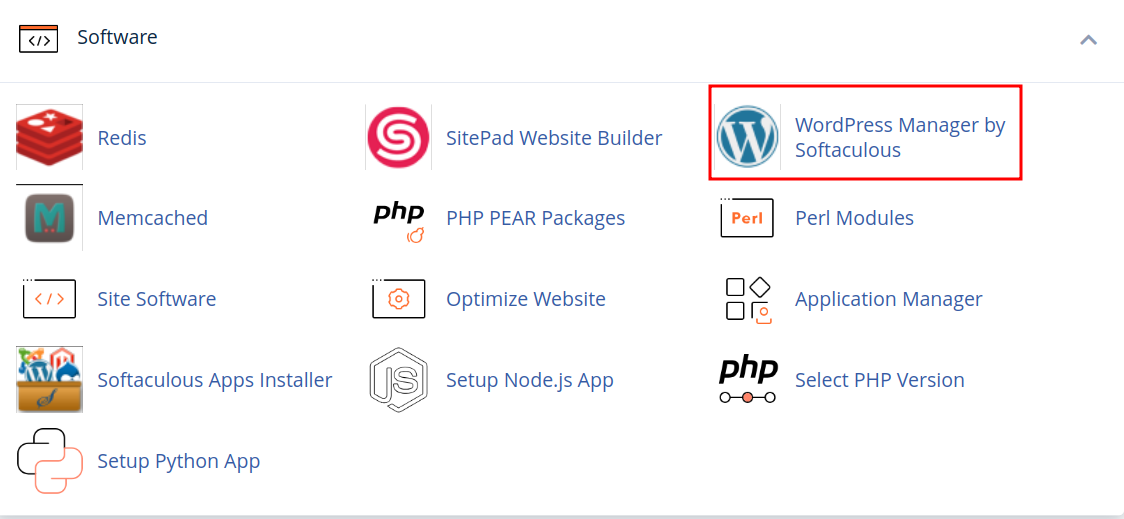 </> Software
Redis
SitePad Website Builder
WordPress Manager by
Softaculous
Memcached
php
PHP PEAR Packages
Perl
Perl Modules
</>
Site Software
Optimize Website
Application Manager
Softaculous Apps Installer
JS
Setup Node.js App
php
Select PHP Version
Setup Python App